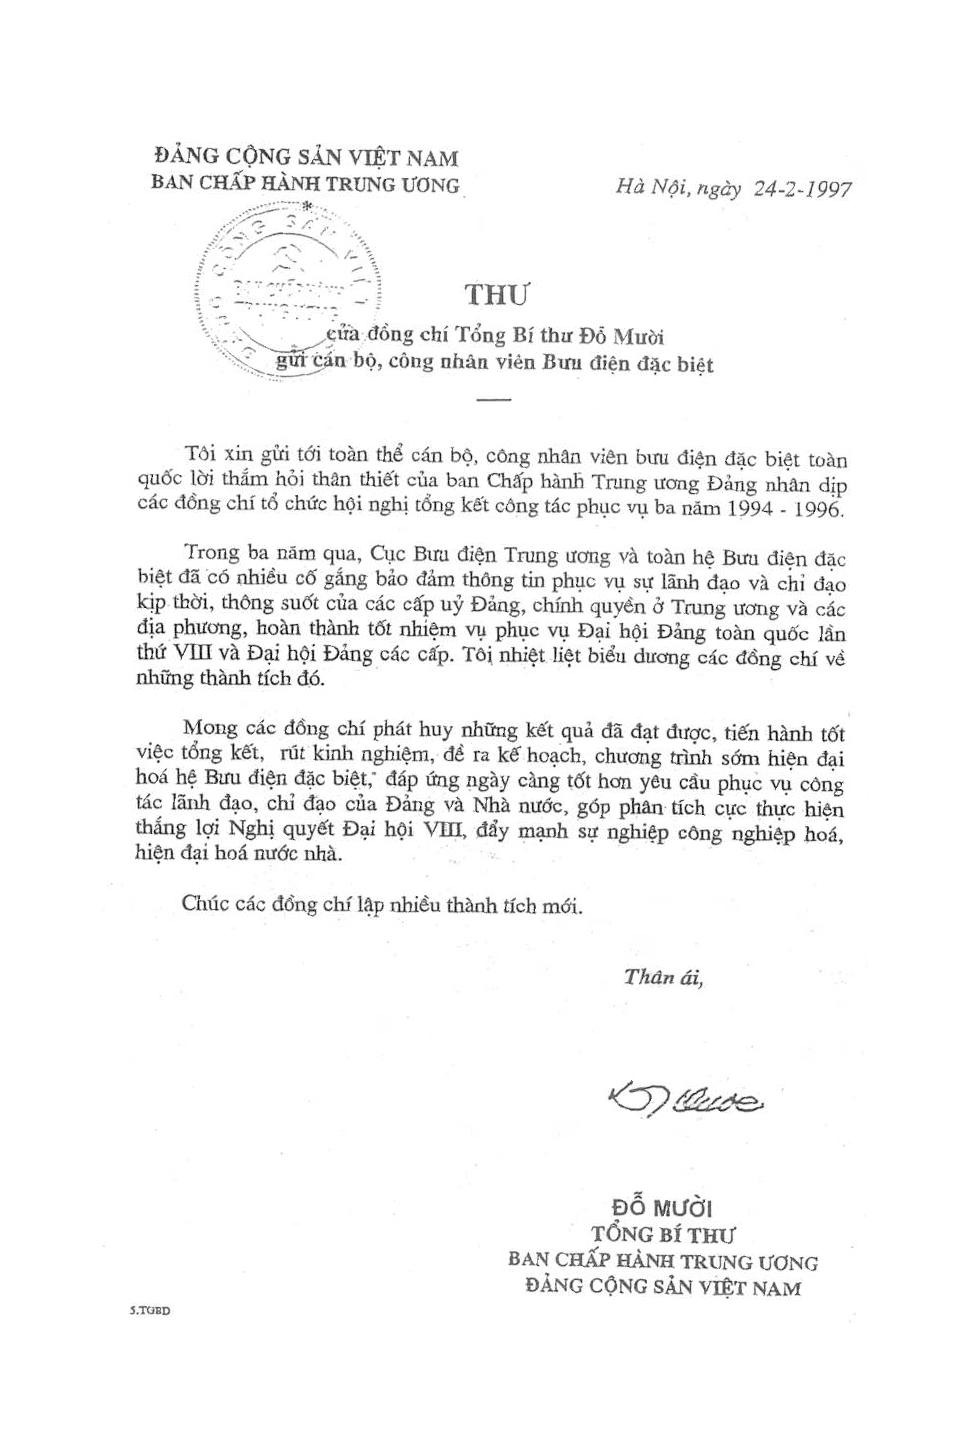 ĐẢNG CỘNG SẢN VIỆT NAM
BAN CHẤP HÀNH TRUNG ƯƠNG
*
Hà Nội, ngày 24-2-1997
ĐẢNG CỘNG SẢN VIỆT
BAN CHẤP HÀNH
TRUNG ƯƠNG
THƯ
của đồng chí Tổng Bí thư Đỗ Mười
gửi cán bộ, công nhân viên Bưu điện đặc biệt
Tôi xin gửi tới toàn thể cán bộ, công nhân viên bưu điện đặc biệt toàn
quốc lời thắm hỏi thân thiết của ban Chấp hành Trung ương Đảng nhân dịp
các đồng chí tổ chức hội nghị tổng kết công tác phục vụ ba năm 1994 - 1996.
Trong ba năm qua, Cục Bưu điện Trung ương và toàn hệ Bưu điện đặc
biệt đã có nhiều cố gắng bảo đảm thông tin phục vụ sự lãnh đạo và chỉ đạo
kịp thời, thông suốt của các cấp uỷ Đảng, chính quyền ở Trung ương và các
địa phương, hoàn thành tốt nhiệm vụ phục vụ Đại hội Đảng toàn quốc lần
thứ VIII và Đại hội Đảng các cấp. Tôi nhiệt liệt biểu dương các đồng chí về
những thành tích đó.
Mong các đồng chí phát huy những kết quả đã đạt được, tiến hành tốt
việc tổng kết, rút kinh nghiệm, đề ra kế hoạch, chương trình sớm hiện đại
hoá hệ Bưu điện đặc biệt, đáp ứng ngày càng tốt hơn yêu cầu phục vụ công
tác lãnh đạo, chỉ đạo của Đảng và Nhà nước, góp phần tích cực thực hiện
thắng lợi Nghị quyết Đại hội VIII, đẩy mạnh sự nghiệp công nghiệp hoá,
hiện đại hoá nước nhà.
Chúc các đồng chí lập nhiều thành tích mới.
Thân ái,
ĐỖ MƯỜI
TỔNG BÍ THƯ
BAN CHẤP HÀNH TRUNG ƯƠNG
ĐẢNG CỘNG SẢN VIỆT NAM
5.TGBD